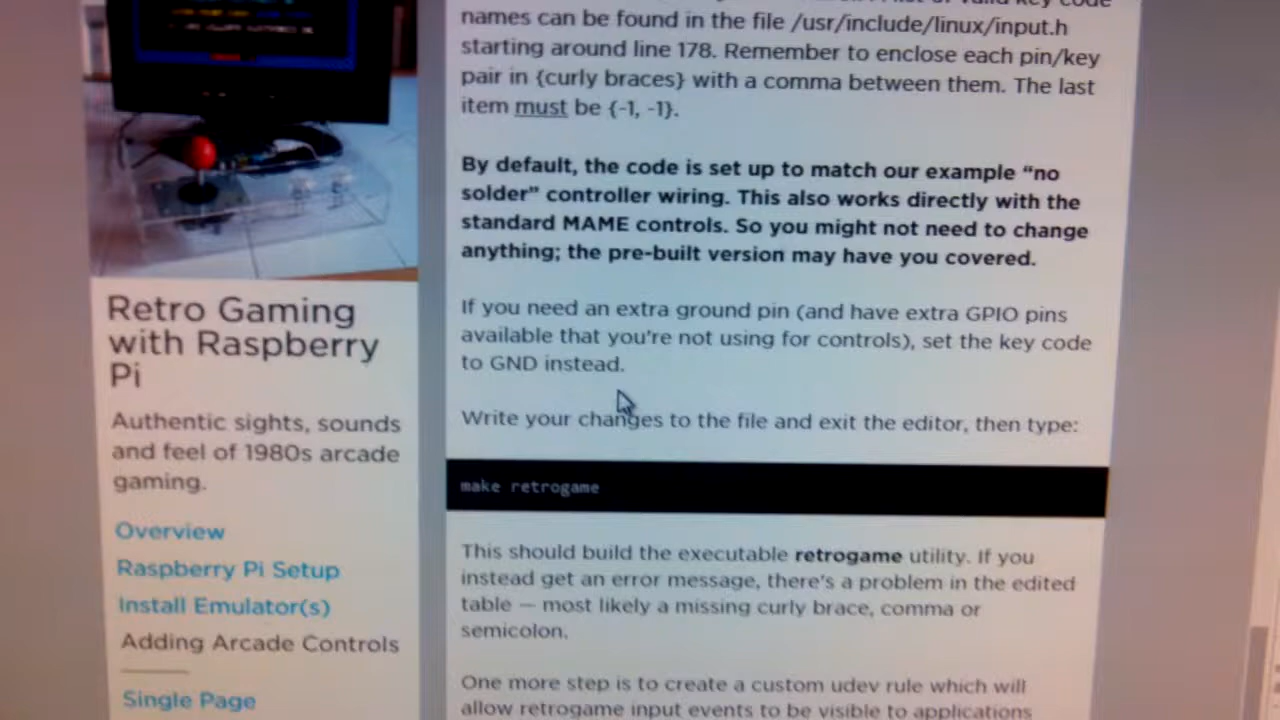 names can be found in the file /usr/include/linux/input.h
starting around line 178. Remember to enclose each pin/key
pair in {curly braces} with a comma between them. The last
item must be {-1, -1}.
By default, the code is set up to match our example “no
solder” controller wiring. This also works directly with the
standard MAME controls. So you might not need to change
anything; the pre-built version may have you covered.
If you need an extra ground pin (and have extra GPIO pins
available that you're not using for controls), set the key code
to GND instead.
Write your changes to the file and exit the editor, then type:
make retrogame
This should build the executable retrogame utility. If you
instead get an error message, there's a problem in the edited
table — most likely a missing curly brace, comma or
semicolon.
One more step is to create a custom udev rule which will
allow retrogame input events to be visible to applications
Retro Gaming
with Raspberry
Pi
Authentic sights, sounds
and feel of 1980s arcade
gaming.
Overview
Raspberry Pi Setup
Install Emulator(s)
Adding Arcade Controls
Single Page